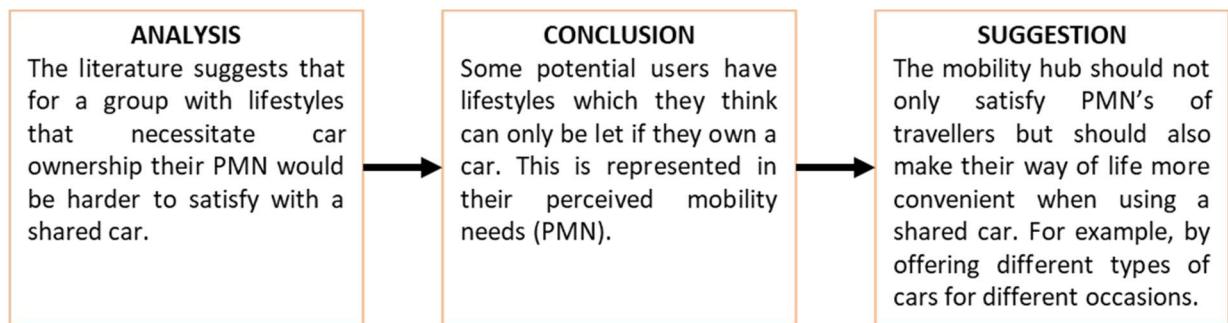 ANALYSIS
The literature suggests that
for a group with lifestyles
that necessitate car
ownership their PMN would
be harder to satisfy with a
shared car.
CONCLUSION
Some potential users have
lifestyles which they think
can only be let if they own a
car. This is represented in
their perceived mobility
needs (PMN).
SUGGESTION
The mobility hub should not
only satisfy PMN's of
travellers but should also
make their way of life more
convenient when using a
shared car. For example, by
offering different types of
cars for different occasions.